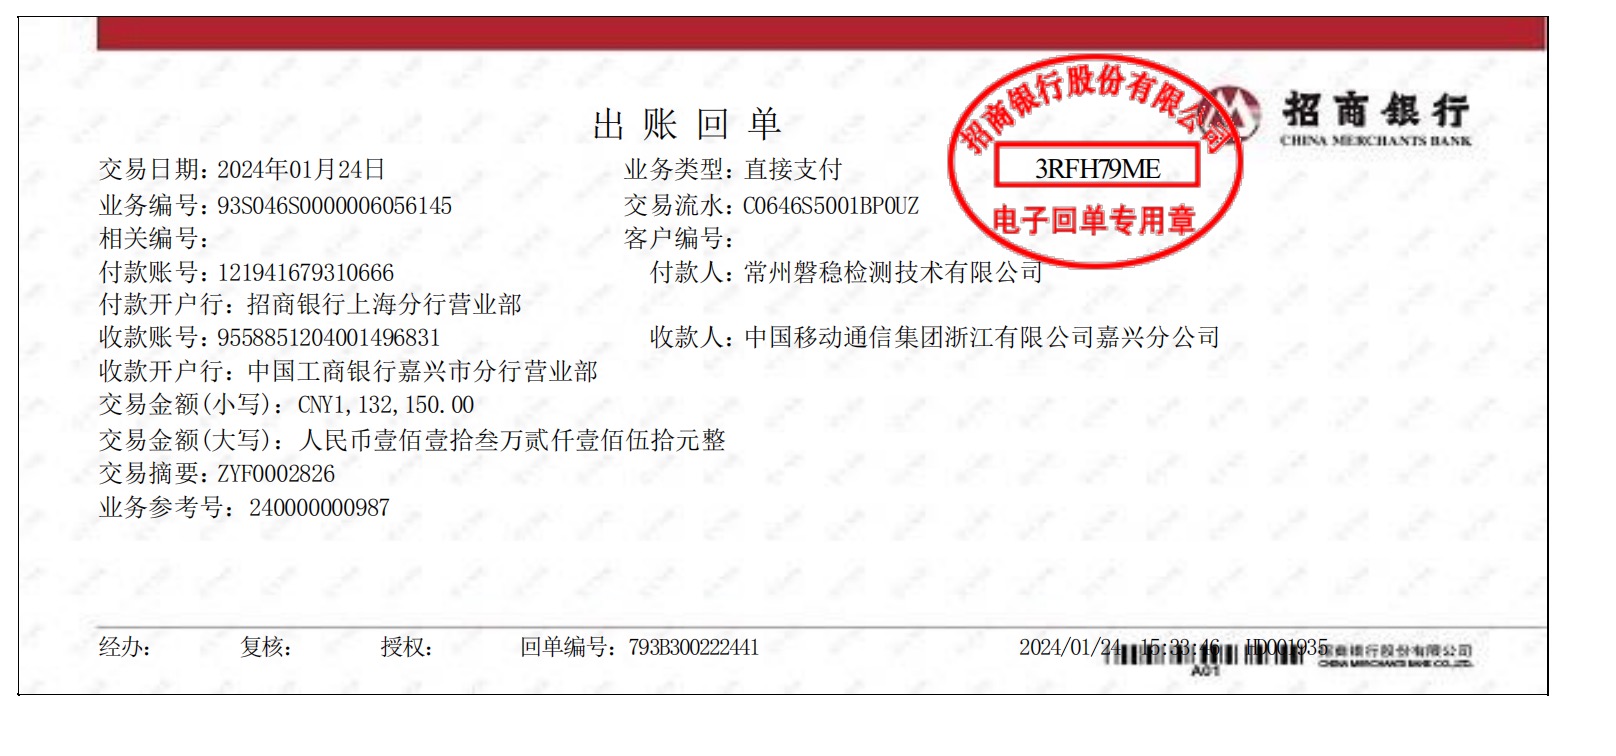 招商银行股份有限公司
招商银行
CHINA MERCHANTS BANK
出账回单
3RFH79ME
电子回单专用章
交易日期: 2024年01月24日 业务类型: 直接支付
业务编号: 93S046S0000006056145 交易流水: C0646S5001BP0UZ
相关编号: 客户编号:
付款账号: 121941679310666 付款人: 常州磐稳检测技术有限公司
付款开户行: 招商银行上海分行营业部
收款账号: 9558851204001496831 收款人: 中国移动通信集团浙江有限公司嘉兴分公司
收款开户行: 中国工商银行嘉兴市分行营业部
交易金额(小写): CNY1,132,150.00
交易金额(大写): 人民币壹佰壹拾叁万贰仟壹佰伍拾元整
交易摘要: ZYF0002826
业务参考号: 240000000987
经办: 复核: 授权: 回单编号: 793B300222441 2024/01/24 15:33:46 HD001935
招商银行股份有限公司
CHINA MERCHANTS BANK CO.,LTD.
A01